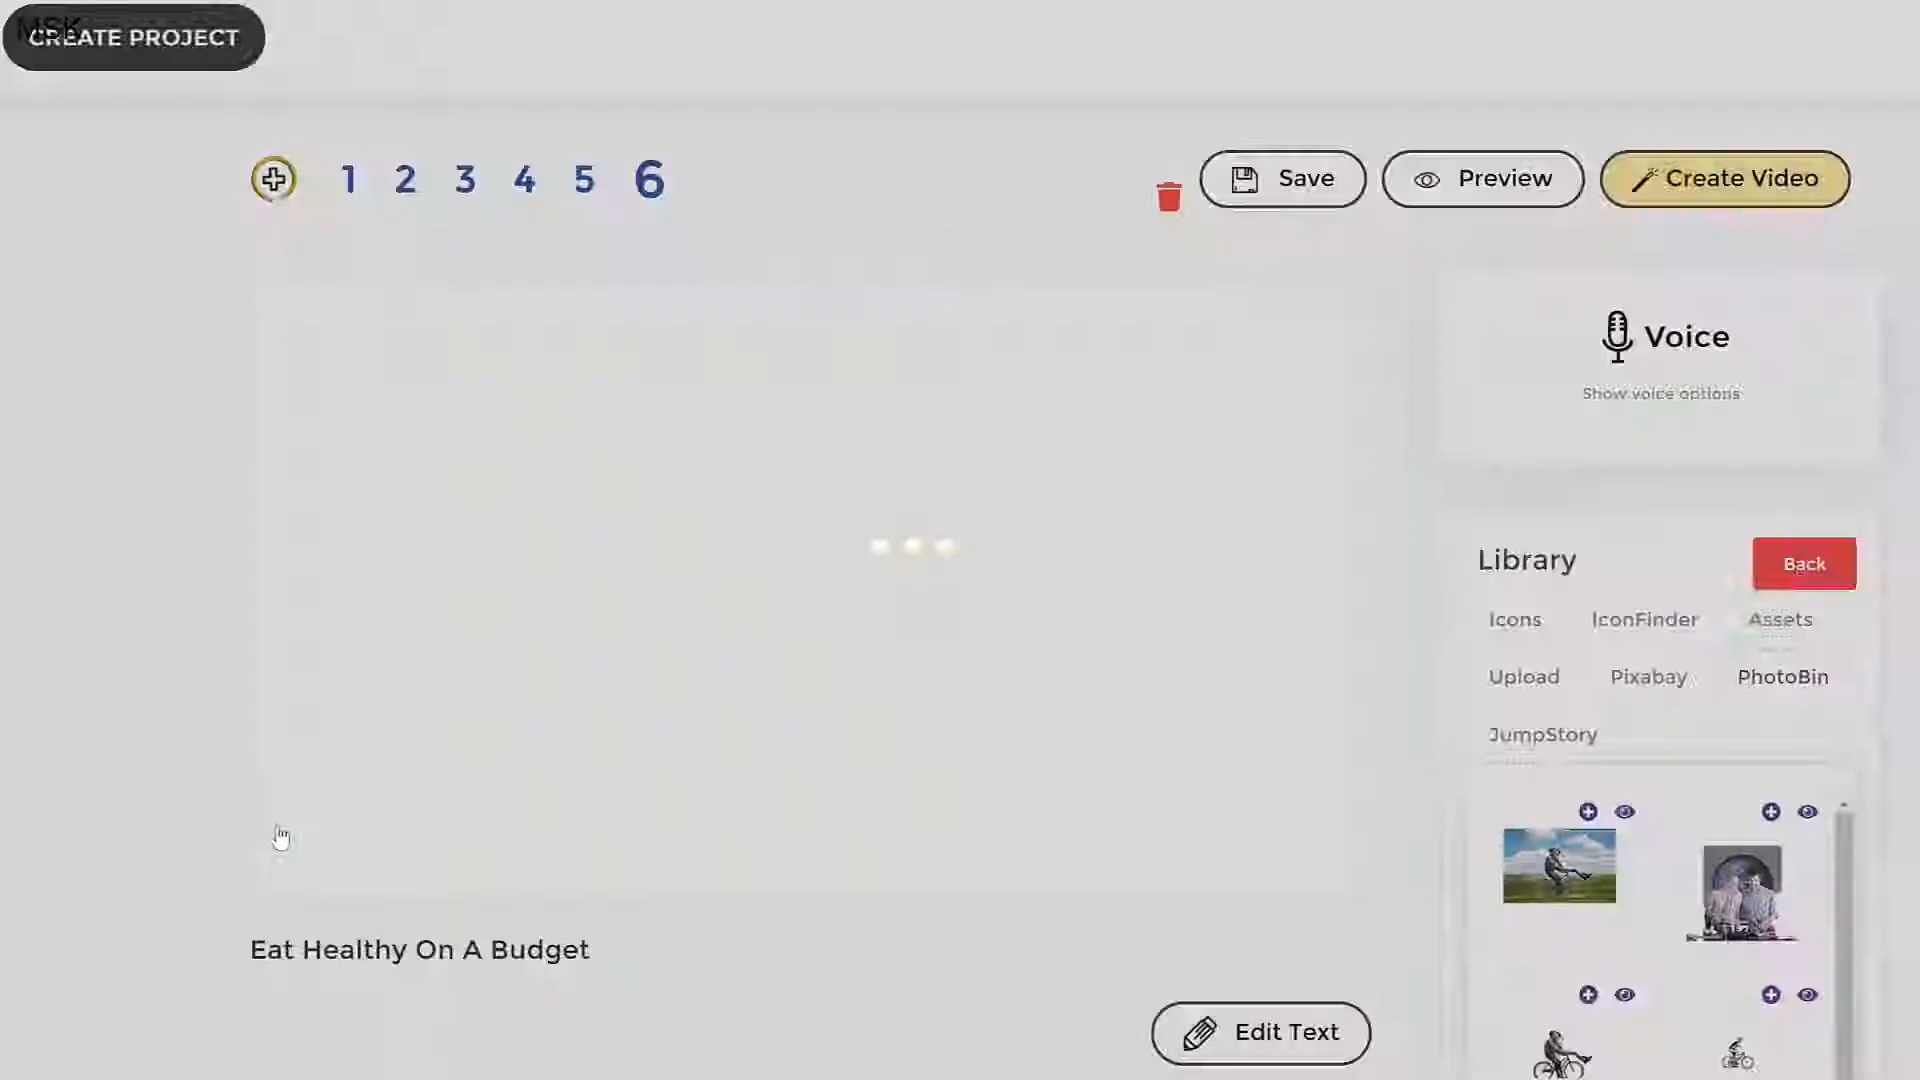 MSK
CREATE PROJECT
1 2 3 4 5 6
Save
Preview
Create Video
Voice
Show voice options
Library
Back
Icons
IconFinder
Assets
Upload
Pixabay
PhotoBin
JumpStory
Eat Healthy On A Budget
Edit Text